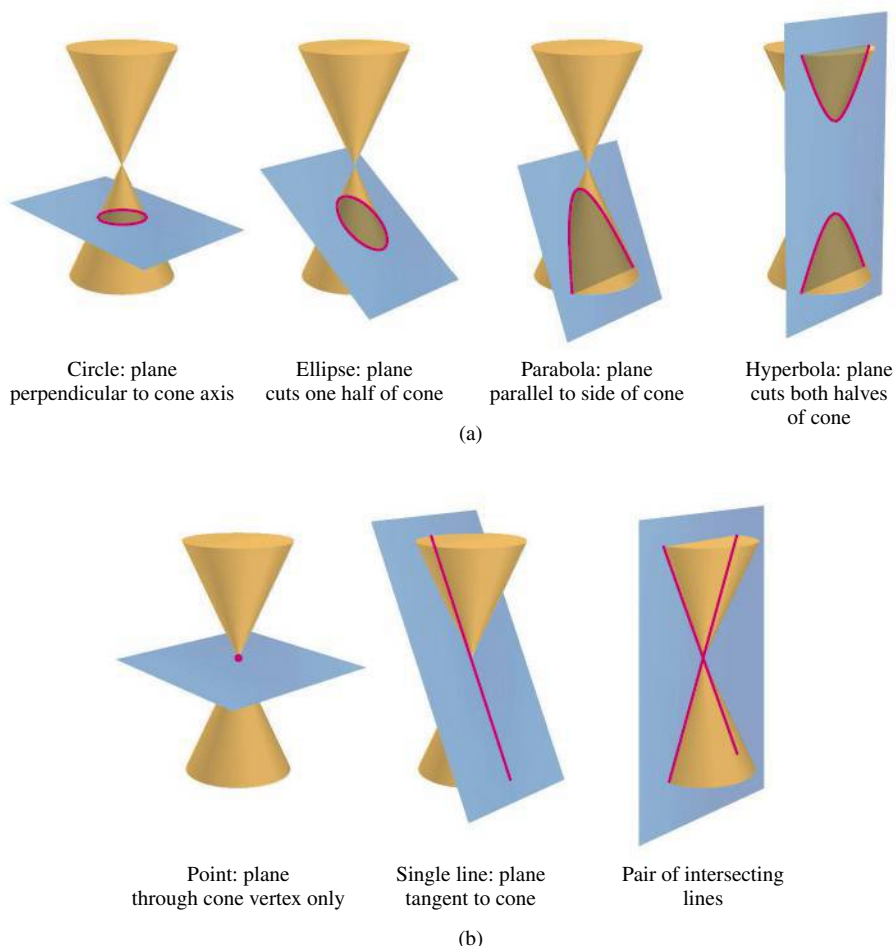 Circle: plane
perpendicular to cone axis
Ellipse: plane
cuts one half of cone
Parabola: plane
parallel to side of cone
Hyperbola: plane
cuts both halves
of cone
(a)
Point: plane
through cone vertex only
Single line: plane
tangent to cone
Pair of intersecting
lines
(b)